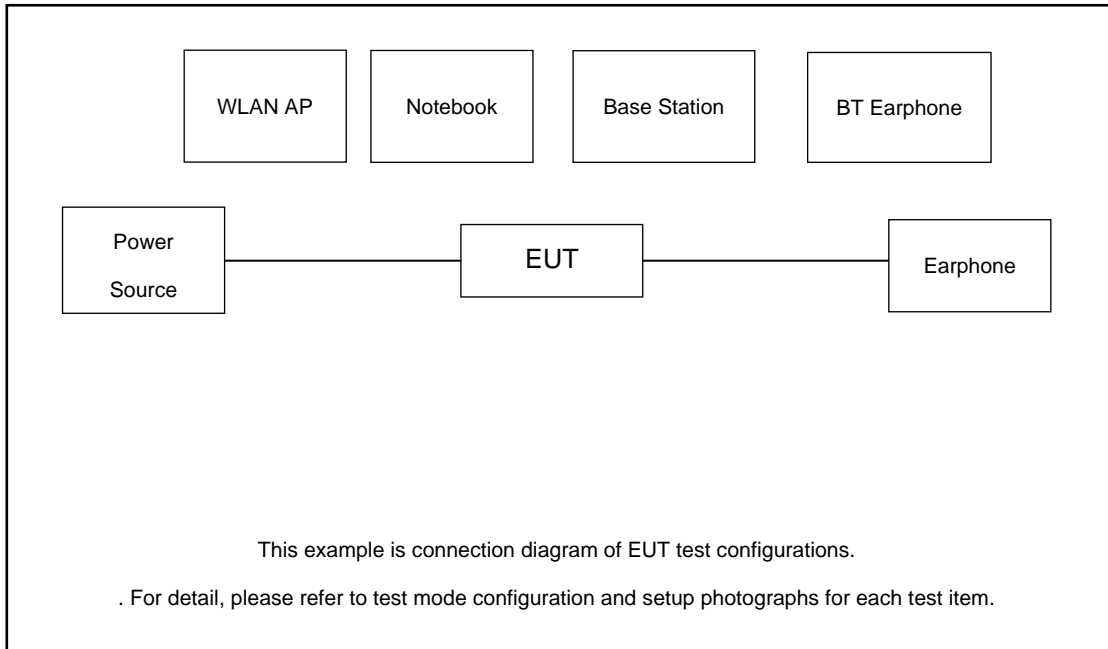 WLAN AP
Notebook
Base Station
BT Earphone
Power
Source
EUT
Earphone
This example is connection diagram of EUT test configurations.
. For detail, please refer to test mode configuration and setup photographs for each test item.